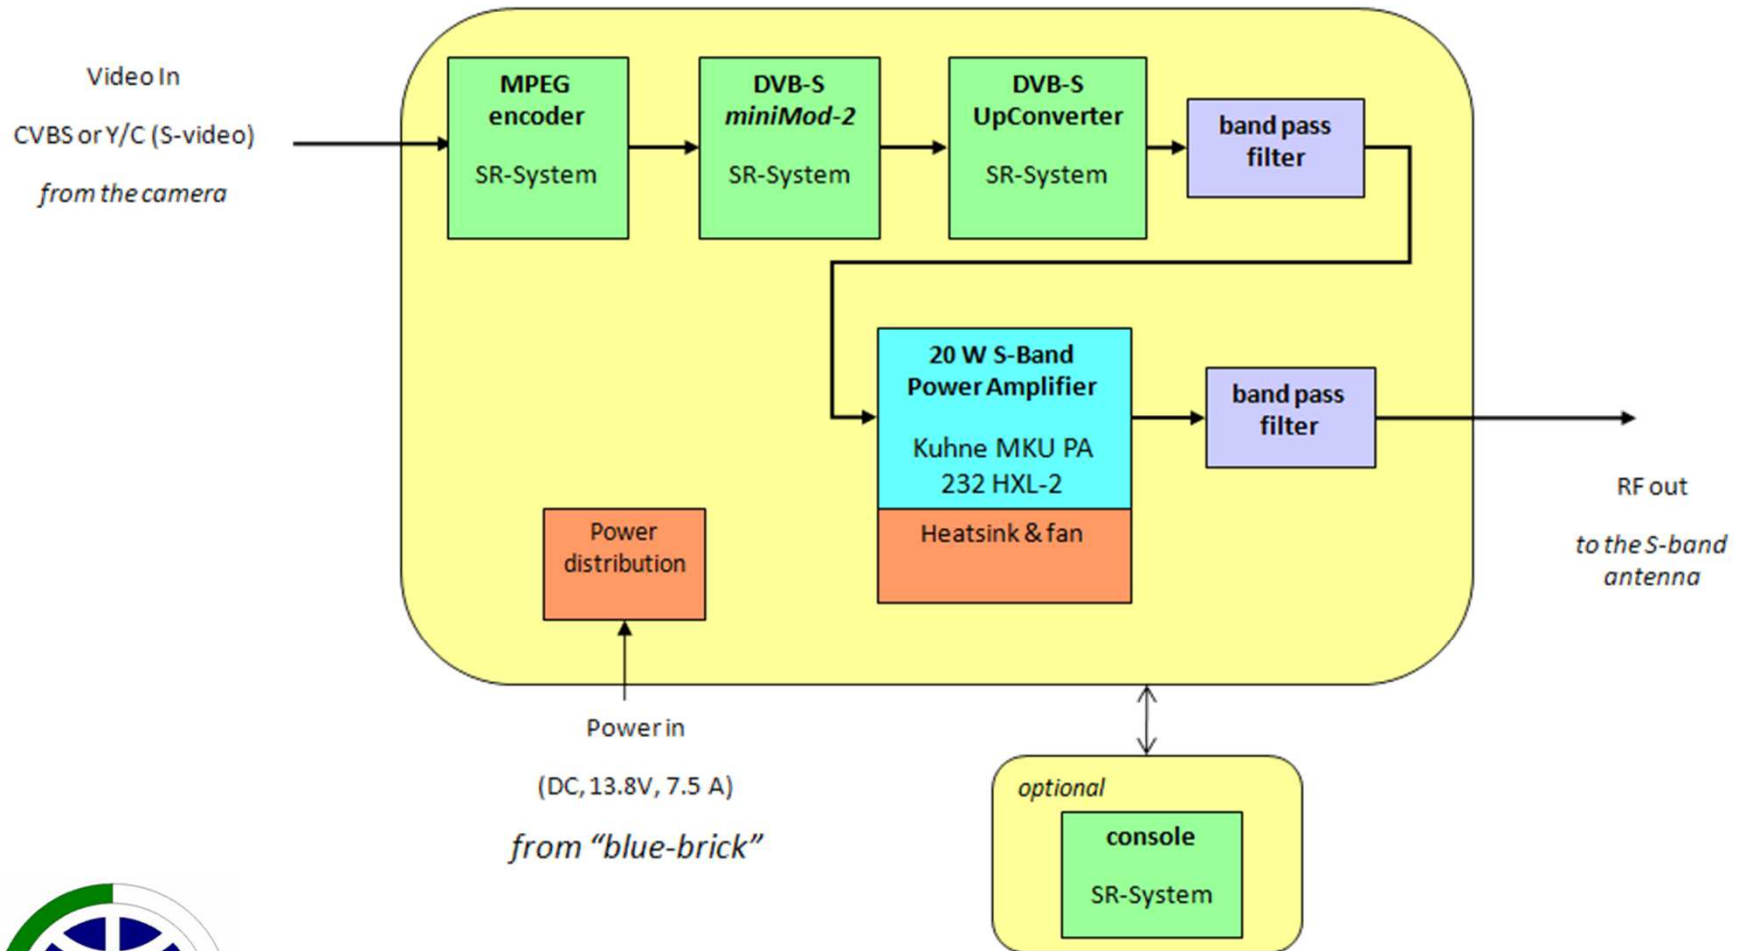 Video In
CVBS or Y/C (S-video)
from the camera
MPEG
encoder
SR-System
DVB-S
miniMod-2
SR-System
DVB-S
UpConverter
SR-System
band pass
filter
20 W S-Band
Power Amplifier
Kuhne MKU PA
232 HXL-2
Heatsink & fan
band pass
filter
RF out
to the S-band
antenna
Power
distribution
Power in
(DC, 13.8V, 7.5 A)
from “blue-brick”
optional
console
SR-System